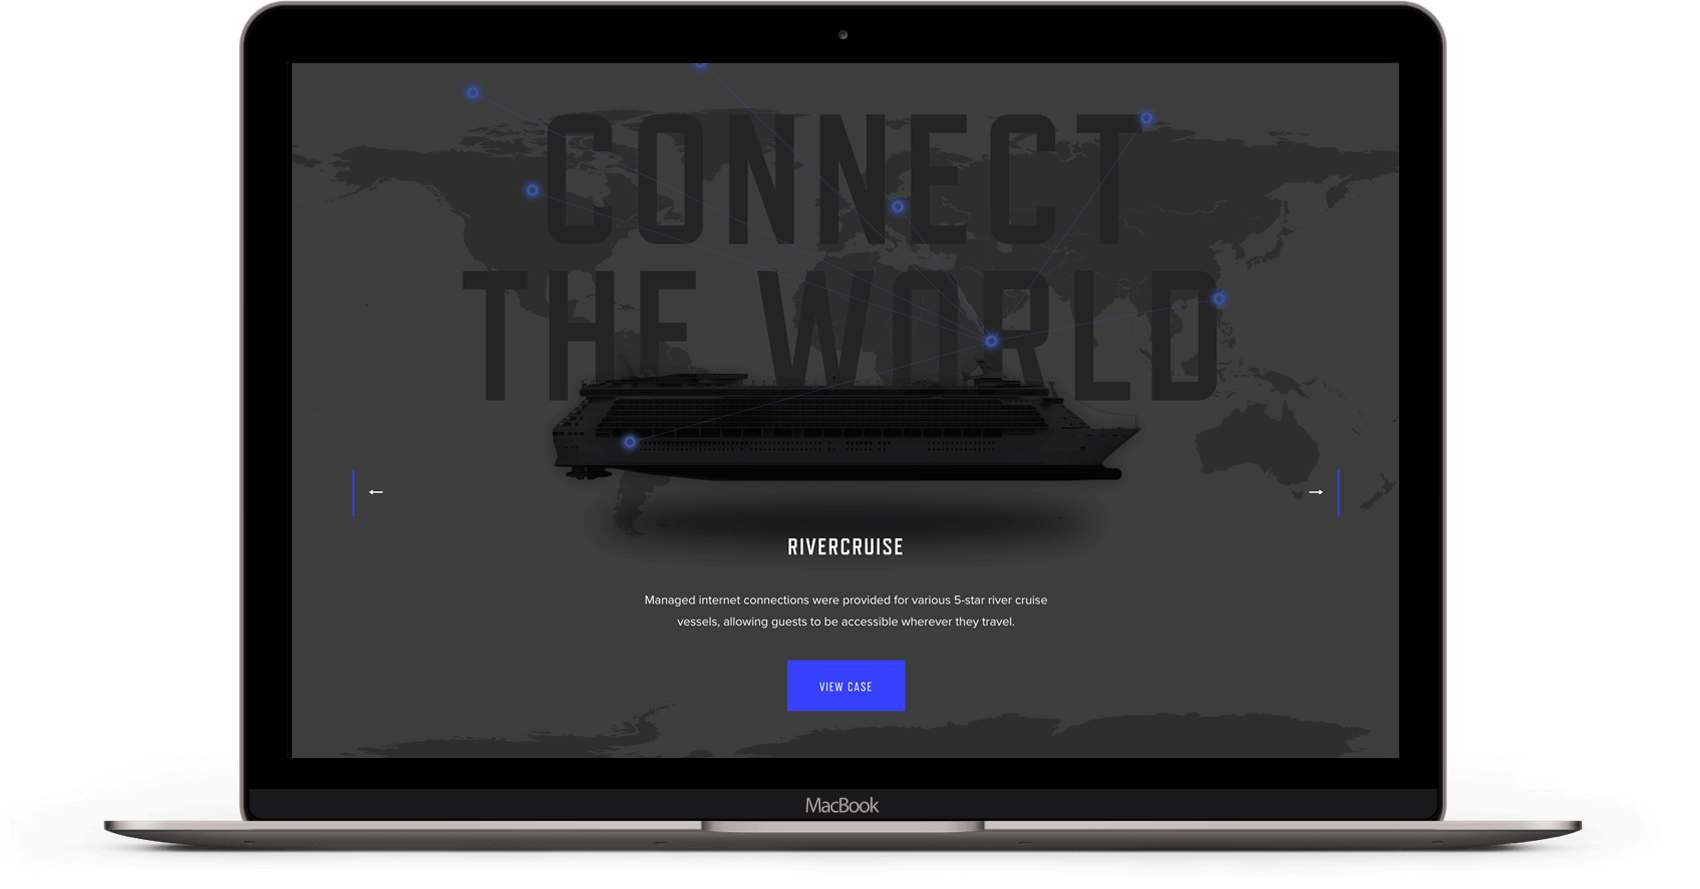 CONNECT
THE WORLD
←
→
RIVERCRUISE
Managed internet connections were provided for various 5-star river cruise
vessels, allowing guests to be accessible wherever they travel.
VIEW CASE
MacBook